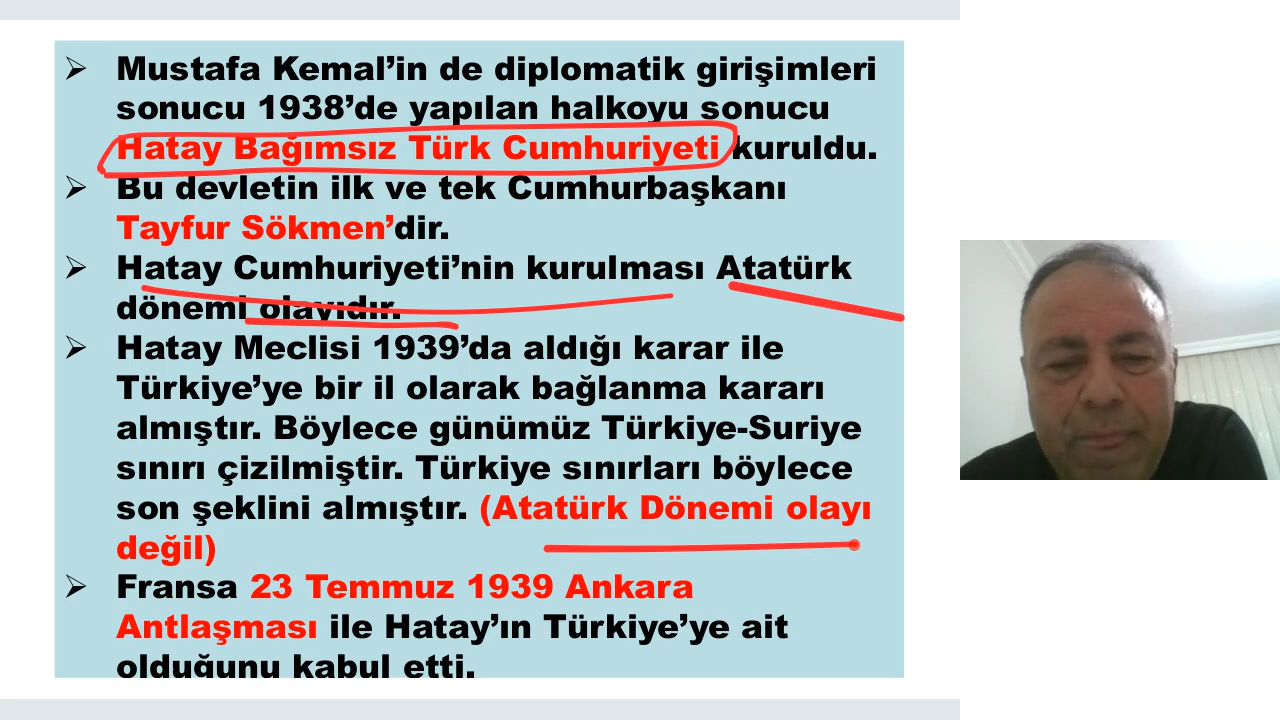 Mustafa Kemal’in de diplomatik girişimleri
sonucu 1938’de yapılan halkoyu sonucu
Hatay Bağımsız Türk Cumhuriyeti kuruldu.
Bu devletin ilk ve tek Cumhurbaşkanı
Tayfur Sökmen’dir.
Hatay Cumhuriyeti’nin kurulması Atatürk
dönemi olayıdır.
Hatay Meclisi 1939’da aldığı karar ile
Türkiye’ye bir il olarak bağlanma kararı
almıştır. Böylece günümüz Türkiye-Suriye
sınırı çizilmiştir. Türkiye sınırları böylece
son şeklini almıştır. (Atatürk Dönemi olayı
değil)
Fransa 23 Temmuz 1939 Ankara
Antlaşması ile Hatay’ın Türkiye’ye ait
olduğunu kabul etti.